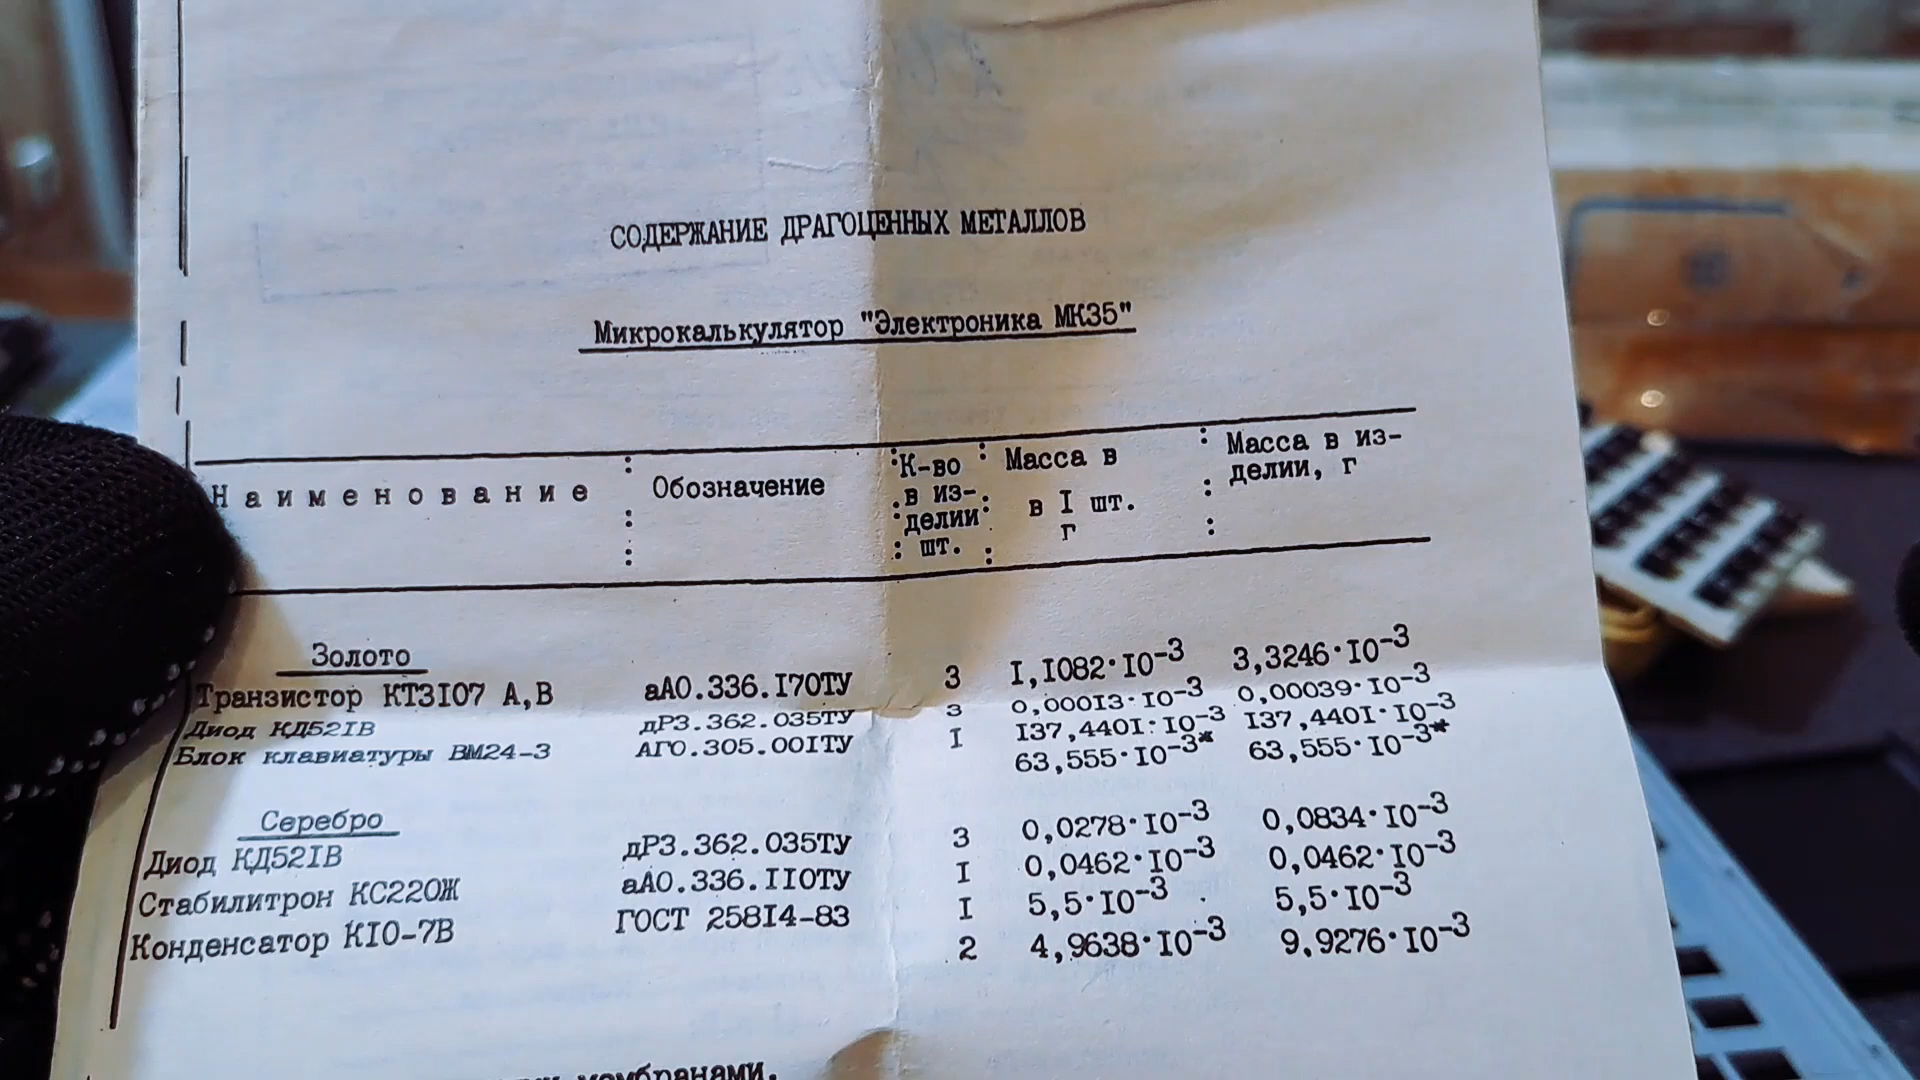 СОДЕРЖАНИЕ ДРАГОЦЕННЫХ МЕТАЛЛОВ
Микрокалькулятор "Электроника МК35"
Наименование : Обозначение : К-во в изделии шт. : Масса в в I шт. г : Масса в из-делии, г
Золото
Транзистор КТ3I07 А,В аА0.336.I70ТУ 3 I,I082·I0⁻³ 3,3246·I0⁻³
Диод КД52IВ дР3.362.035ТУ 3 0,000I3·I0⁻³ 0,00039·I0⁻³
Блок клавиатуры ВМ24-3 АГ0.305.00IТУ I I37,440I·I0⁻³ I37,440I·I0⁻³
63,555·I0⁻³* 63,555·I0⁻³*
Серебро
Диод КД52IВ дР3.362.035ТУ 3 0,0278·I0⁻³ 0,0834·I0⁻³
Стабилитрон КС220Ж аА0.336.II0ТУ I 0,0462·I0⁻³ 0,0462·I0⁻³
Конденсатор КI0-7В ГОСТ 258I4-83 I 5,5·I0⁻³ 5,5·I0⁻³
2 4,9638·I0⁻³ 9,9276·I0⁻³
мембранами.